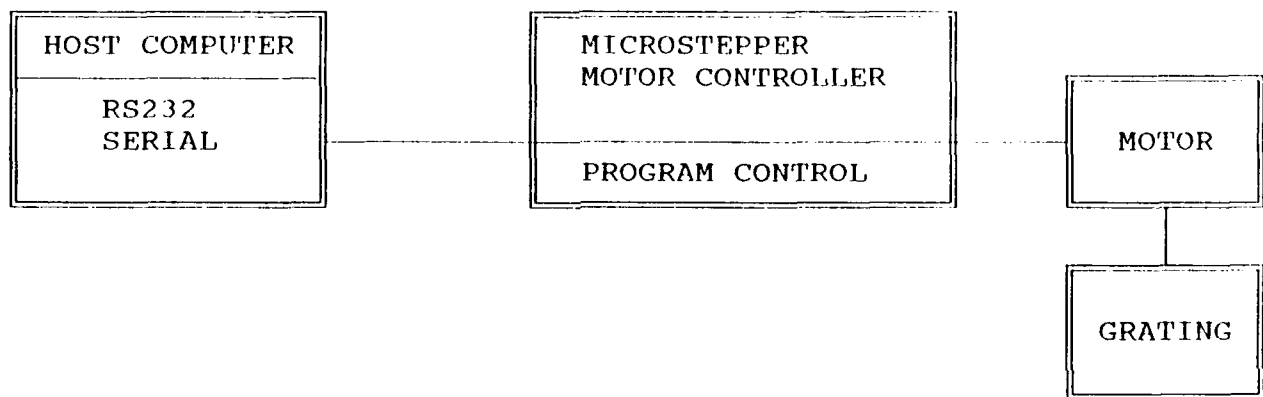 HOST COMPUTER
RS232
SERIAL
MICROSTEPPER
MOTOR CONTROLLER
PROGRAM CONTROL
MOTOR
GRATING